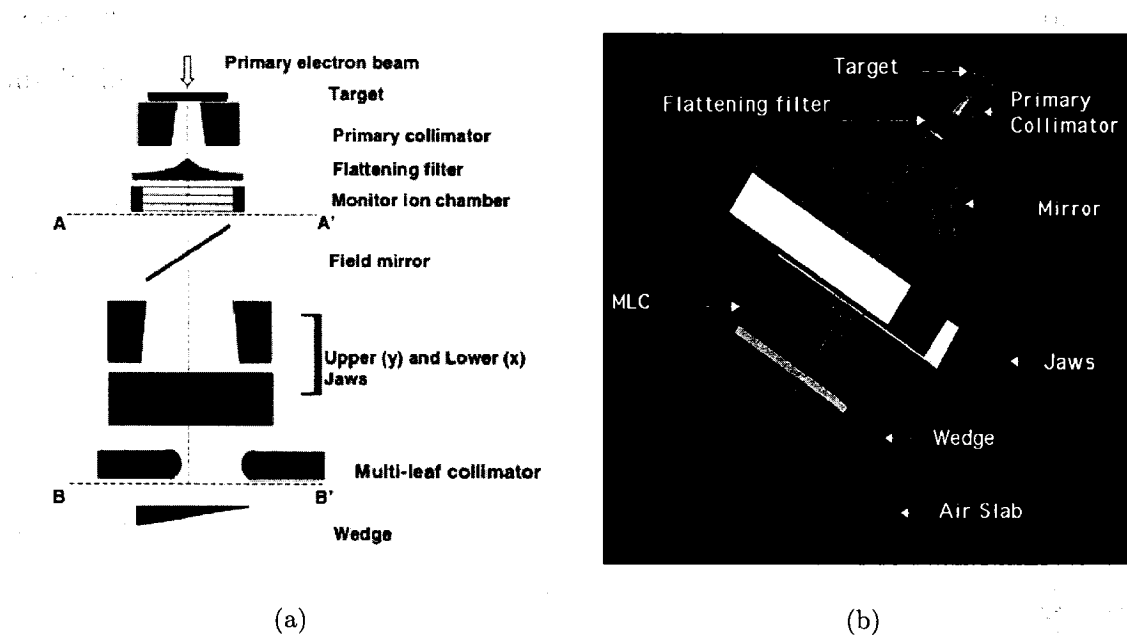 Primary electron beam
Target
Primary collimator
Flattening filter
Monitor ion chamber
A A'
Field mirror
Upper (y) and Lower (x)
Jaws
Multi-leaf collimator
B B'
Wedge
(a)
Target
Flattening filter
Primary
Collimator
Mirror
MLC
Jaws
Wedge
Air Slab
(b)